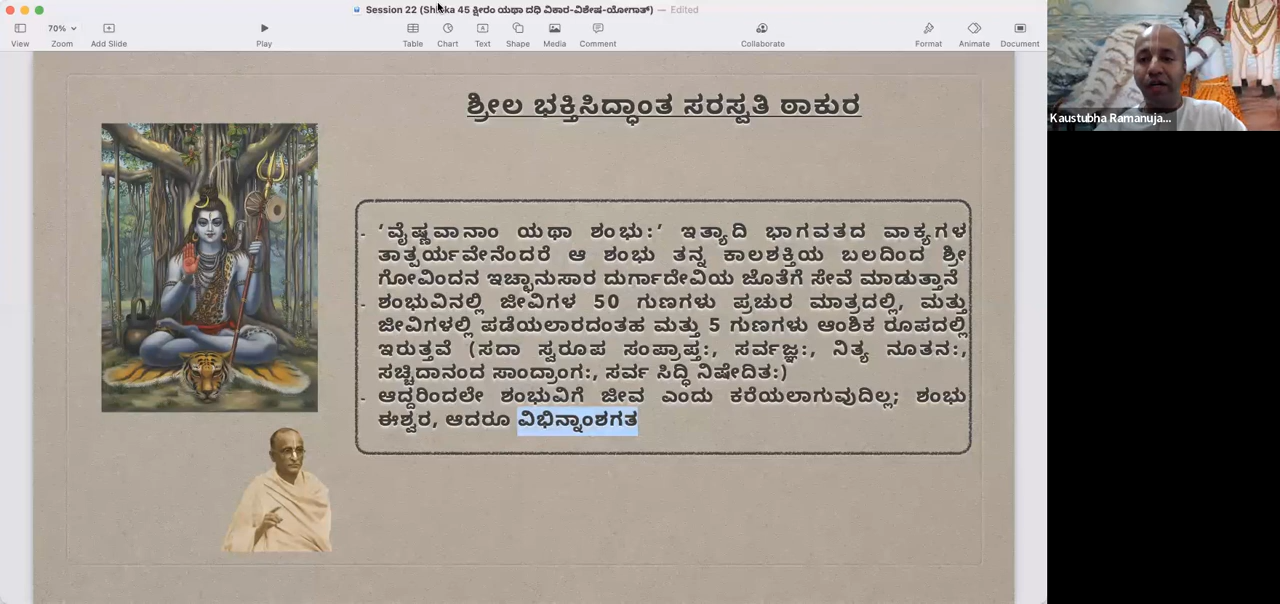 Session 22 (Shloka 45 ಕ್ಷೀರಂ ಯಥಾ ದಧಿ ವಿಕಾರ-ವಿಶೇಷ-ಯೋಗಾತ್) — Edited
View 70% Zoom Add Slide Play Table Chart Text Shape Media Comment Collaborate Format Animate Document
Kaustubha Ramanuja...
ಶ್ರೀಲ ಭಕ್ತಿಸಿದ್ಧಾಂತ ಸರಸ್ವತಿ ಠಾಕುರ
- ‘ವೈಷ್ಣವಾನಾಂ ಯಥಾ ಶಂಭು:’ ಇತ್ಯಾದಿ ಭಾಗವತದ ವಾಕ್ಯಗಳ
ತಾತ್ಪರ್ಯವೇನೆಂದರೆ ಆ ಶಂಭು ತನ್ನ ಕಾಲಶಕ್ತಿಯ ಬಲದಿಂದ ಶ್ರೀ
ಗೋವಿಂದನ ಇಚ್ಛಾನುಸಾರ ದುರ್ಗಾದೇವಿಯ ಜೊತೆಗೆ ಸೇವೆ ಮಾಡುತ್ತಾನೆ
- ಶಂಭುವಿನಲ್ಲಿ ಜೀವಿಗಳ 50 ಗುಣಗಳು ಪ್ರಚುರ ಮಾತ್ರದಲ್ಲಿ, ಮತ್ತು
ಜೀವಿಗಳಲ್ಲಿ ಪಡೆಯಲಾರದಂತಹ ಮತ್ತು 5 ಗುಣಗಳು ಆಂಶಿಕ ರೂಪದಲ್ಲಿ
ಇರುತ್ತವೆ (ಸದಾ ಸ್ವರೂಪ ಸಂಪ್ರಾಪ್ತ:, ಸರ್ವಜ್ಞ:, ನಿತ್ಯ ನೂತನ:,
ಸಚ್ಚಿದಾನಂದ ಸಾಂದ್ರಾಂಗ:, ಸರ್ವ ಸಿದ್ಧಿ ನಿಷೇದಿತ:)
- ಆದ್ದರಿಂದಲೇ ಶಂಭುವಿಗೆ ಜೀವ ಎಂದು ಕರೆಯಲಾಗುವುದಿಲ್ಲ; ಶಂಭು
ಈಶ್ವರ, ಆದರೂ ವಿಭಿನ್ನಾಂಶಗತ